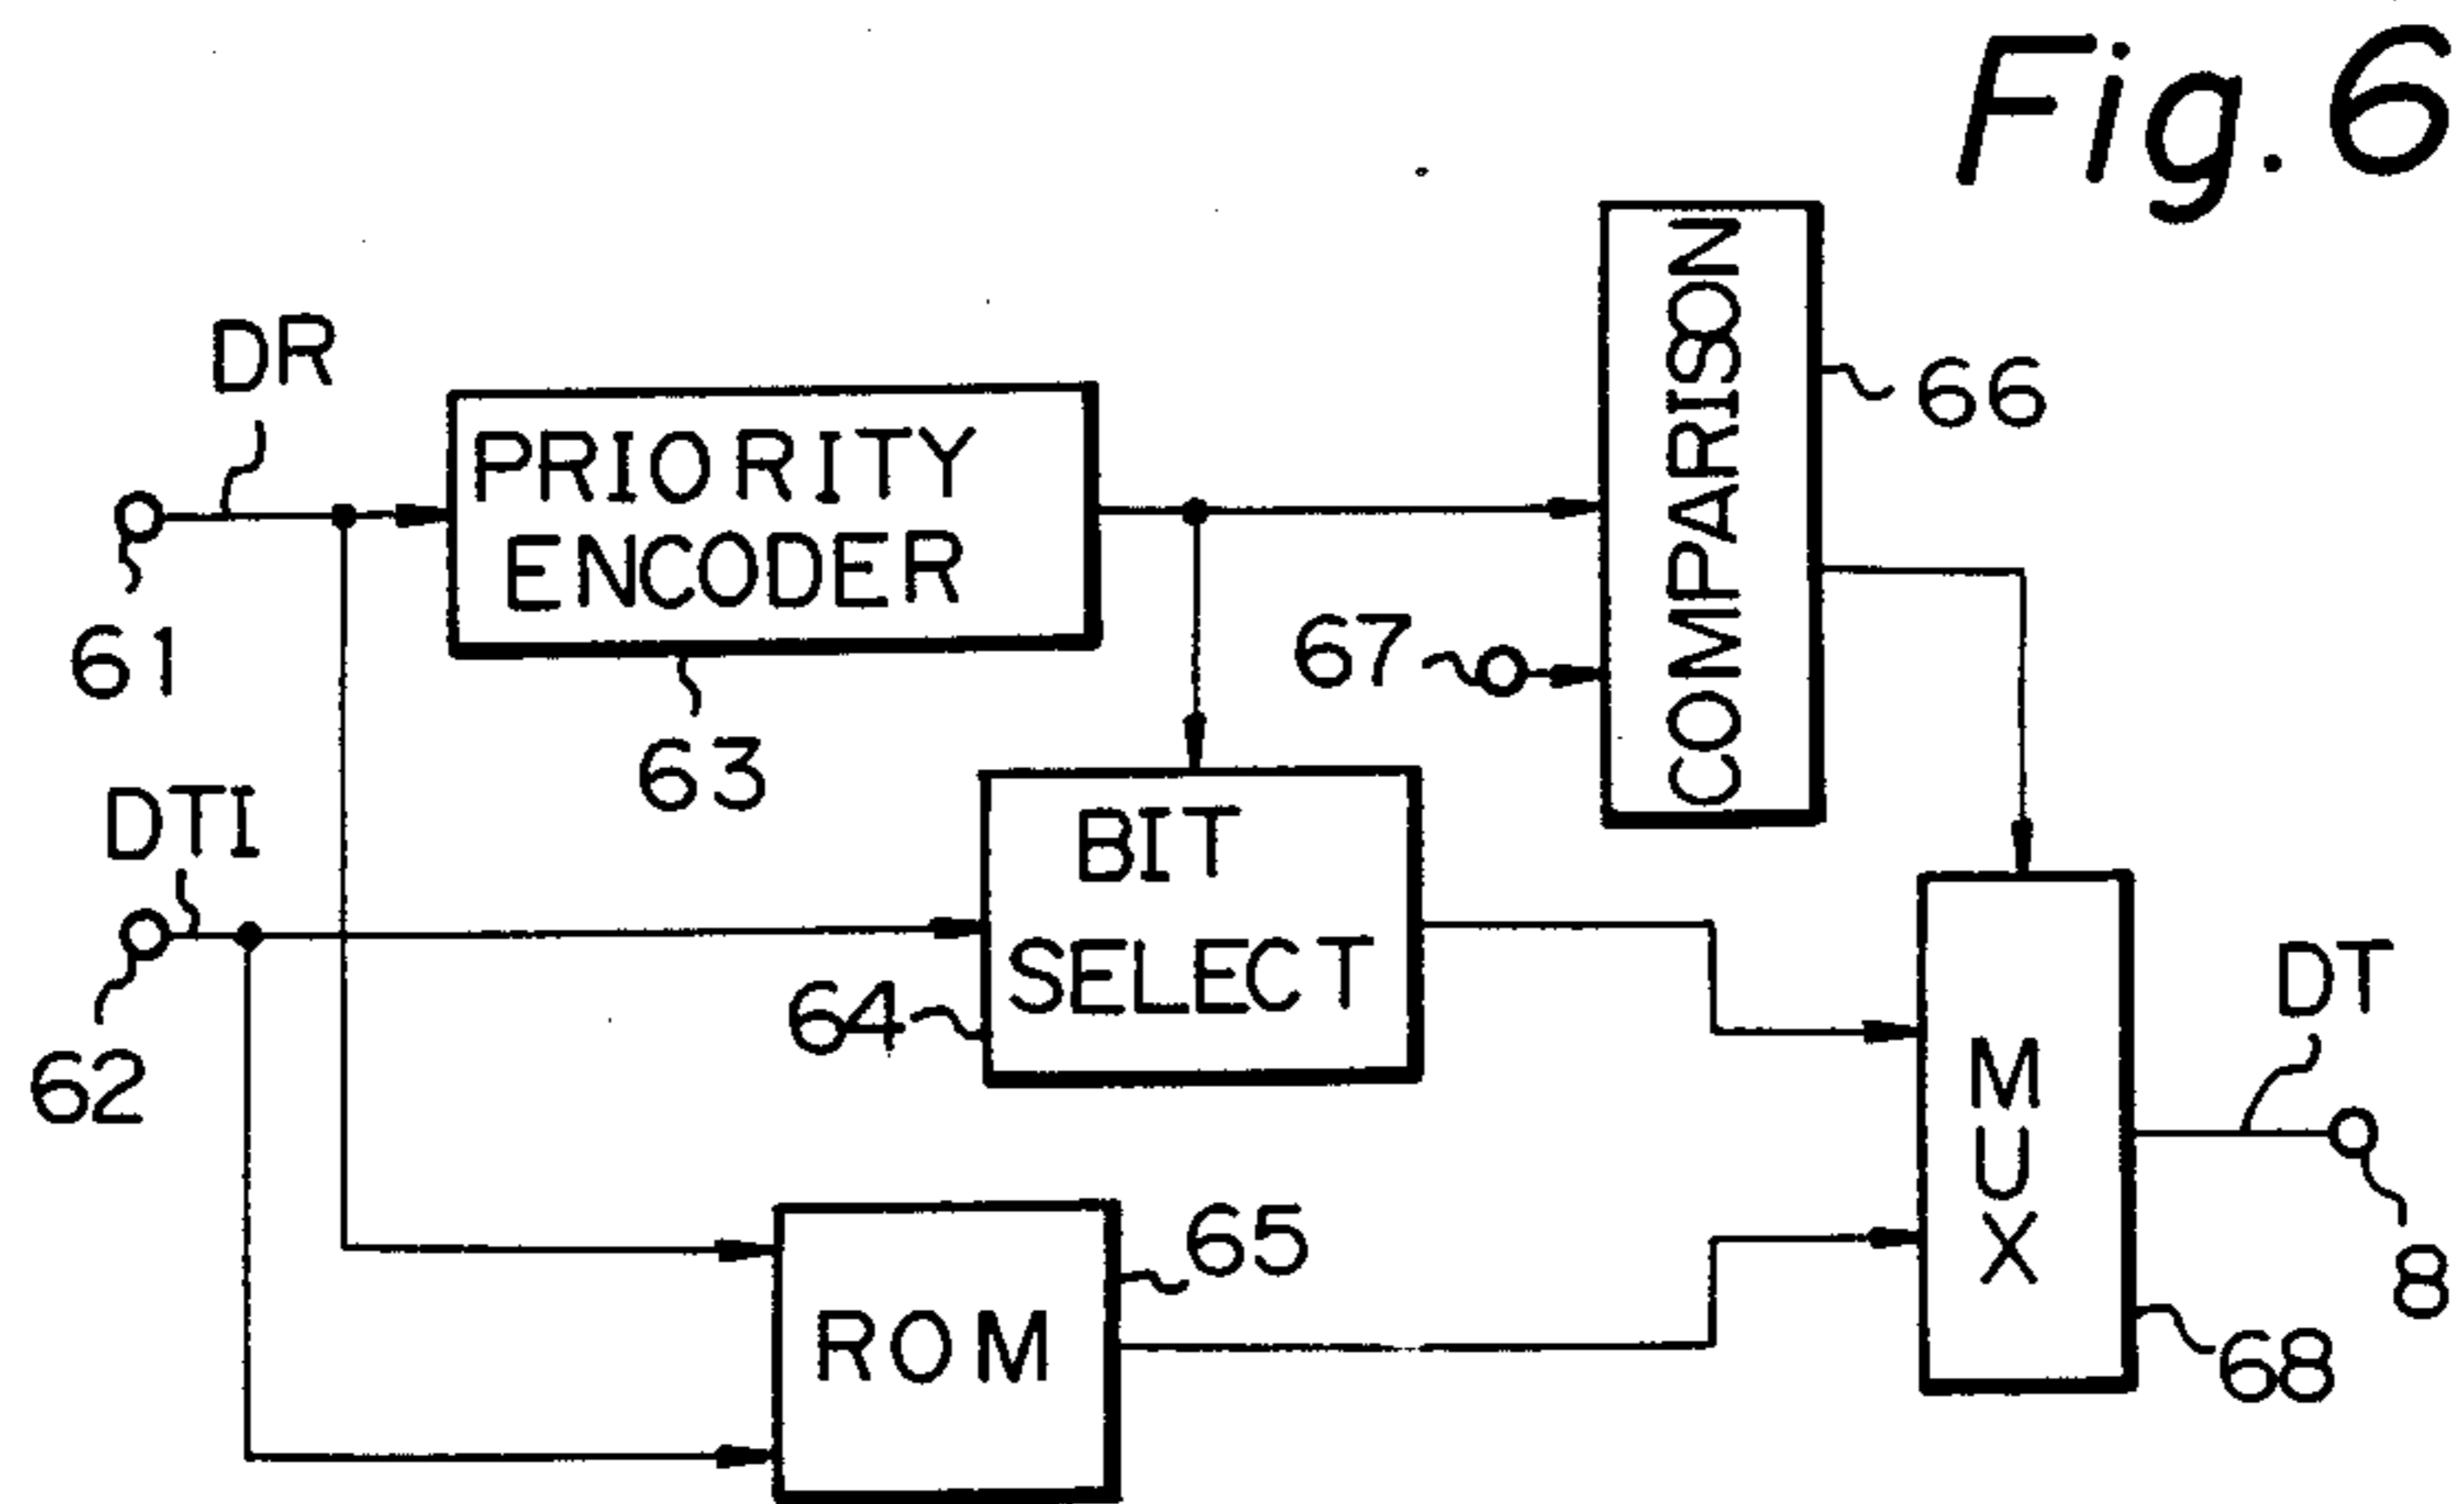 Fig. 6
DR
PRIORITY
ENCODER
COMPARISON
66
61
67
63
DTI
BIT
SELECT
64
62
DT
MUX
65
ROM
8
68